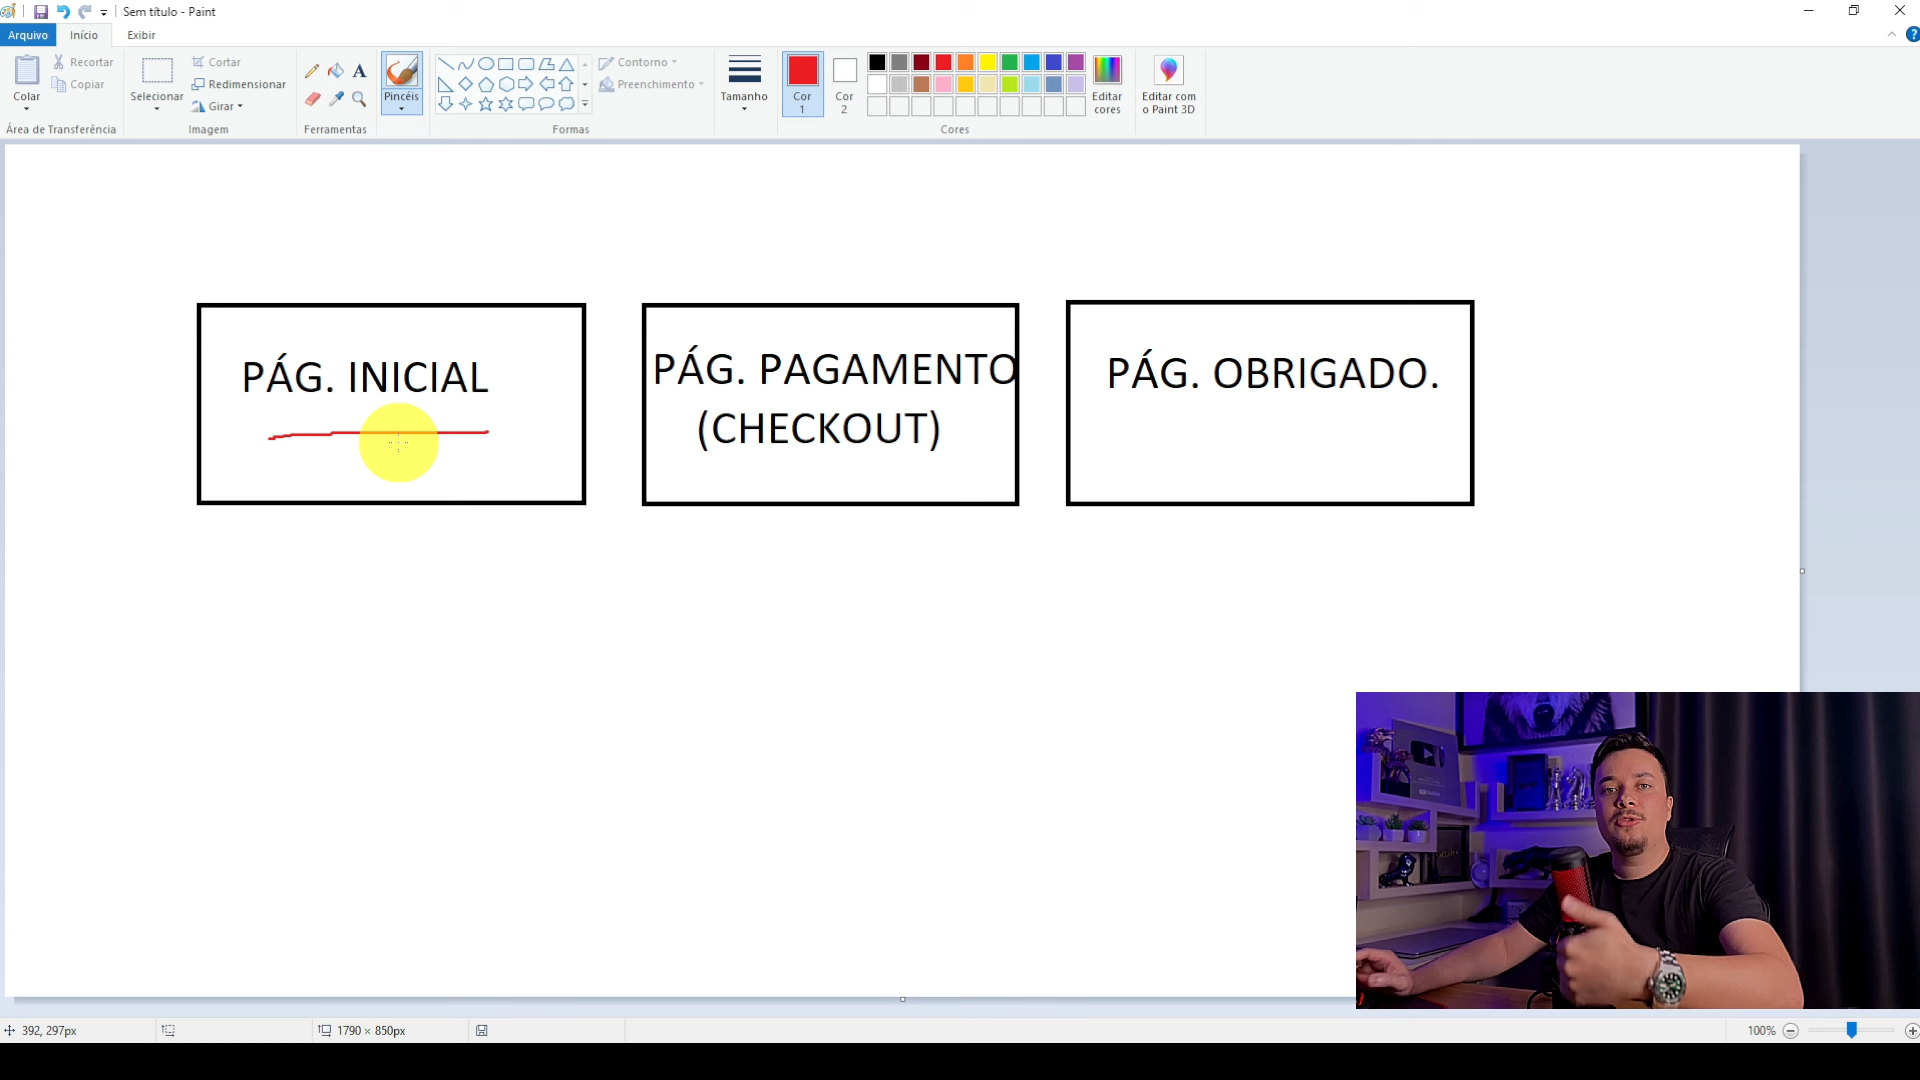 Sem título - Paint
Arquivo
Início
Exibir
Colar
Recortar
Copiar
Área de Transferência
Selecionar
Cortar
Redimensionar
Girar
Imagem
A
Ferramentas
Pincéis
Formas
Contorno
Preenchimento
Tamanho
Cor
1
Cor
2
Cores
Editar
cores
Editar com
o Paint 3D
PÁG. INICIAL
PÁG. PAGAMENTO
(CHECKOUT)
PÁG. OBRIGADO.
392, 297px
1790 × 850px
100%